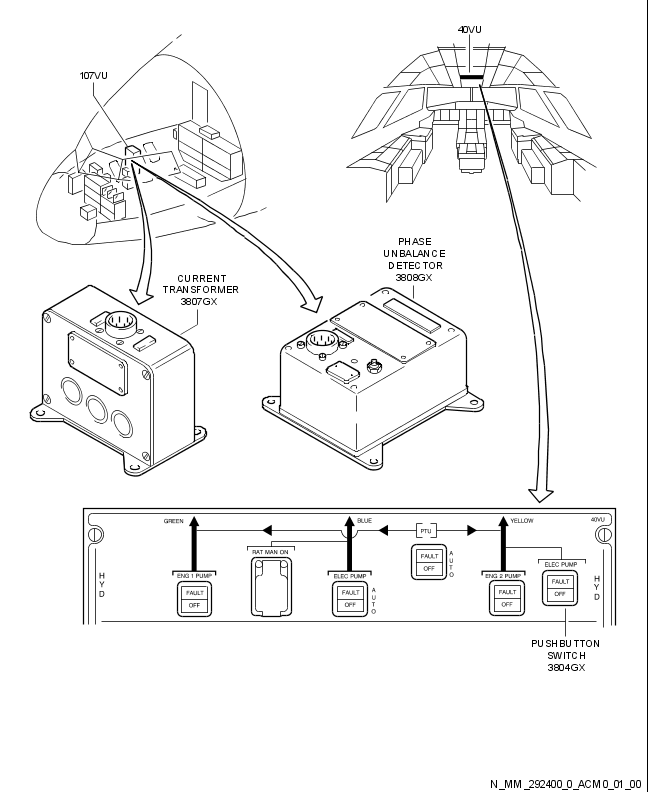 40VU
107VU
PHASE
UNBALANCE
DETECTOR
3808GX
CURRENT
TRANSFORMER
3807GX
GREEN
BLUE
YELLOW
40VU
PTU
RAT MAN ON
FAULT
OFF
AUTO
ELEC PUMP
HYD
ENG 1 PUMP
FAULT
OFF
ELEC PUMP
FAULT
OFF
AUTO
ENG 2 PUMP
FAULT
OFF
FAULT
OFF
HYD
PUSHBUTTON
SWITCH
3804GX
N_MM_292400_0_ACM0_01_00